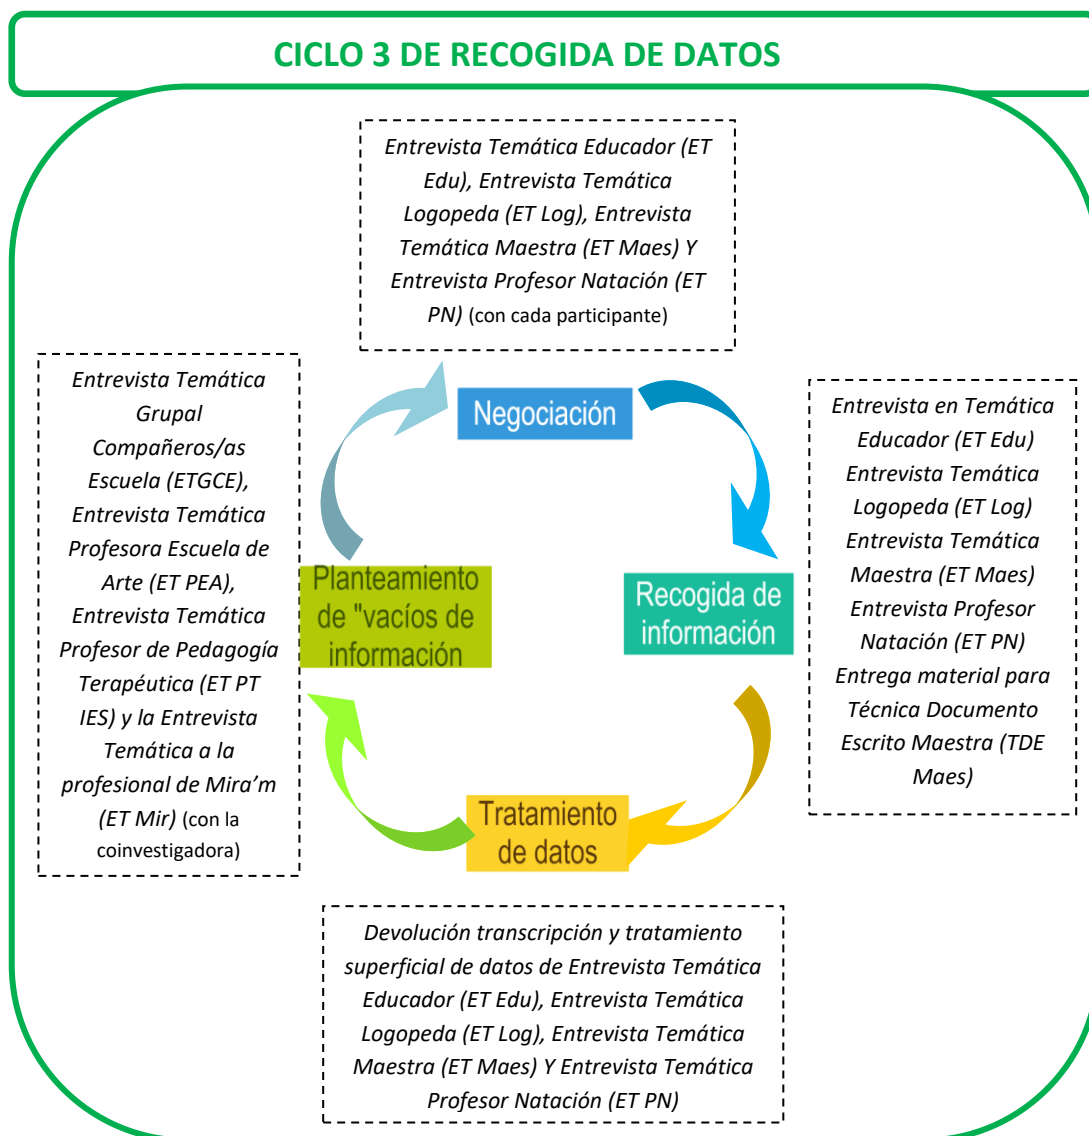 CICLO 3 DE RECOGIDA DE DATOS
Entrevista Temática Educador (ET
Edu), Entrevista Temática
Logopeda (ET Log), Entrevista
Temática Maestra (ET Maes) Y
Entrevista Profesor Natación (ET
PN) (con cada participante)
Negociación
Entrevista en Temática
Educador (ET Edu)
Entrevista Temática
Logopeda (ET Log)
Entrevista Temática
Maestra (ET Maes)
Entrevista Profesor
Natación (ET PN)
Entrega material para
Técnica Documento
Escrito Maestra (TDE
Maes)
Recogida de
información
Tratamiento
de datos
Devolución transcripción y tratamiento
superficial de datos de Entrevista Temática
Educador (ET Edu), Entrevista Temática
Logopeda (ET Log), Entrevista Temática
Maestra (ET Maes) Y Entrevista Temática
Profesor Natación (ET PN)
Planteamiento
de "vacíos de
información
Entrevista Temática
Grupal
Compañeros/as
Escuela (ETGCE),
Entrevista Temática
Profesora Escuela de
Arte (ET PEA),
Entrevista Temática
Profesor de Pedagogía
Terapéutica (ET PT
IES) y la Entrevista
Temática a la
profesional de Mira’m
(ET Mir) (con la
coinvestigadora)